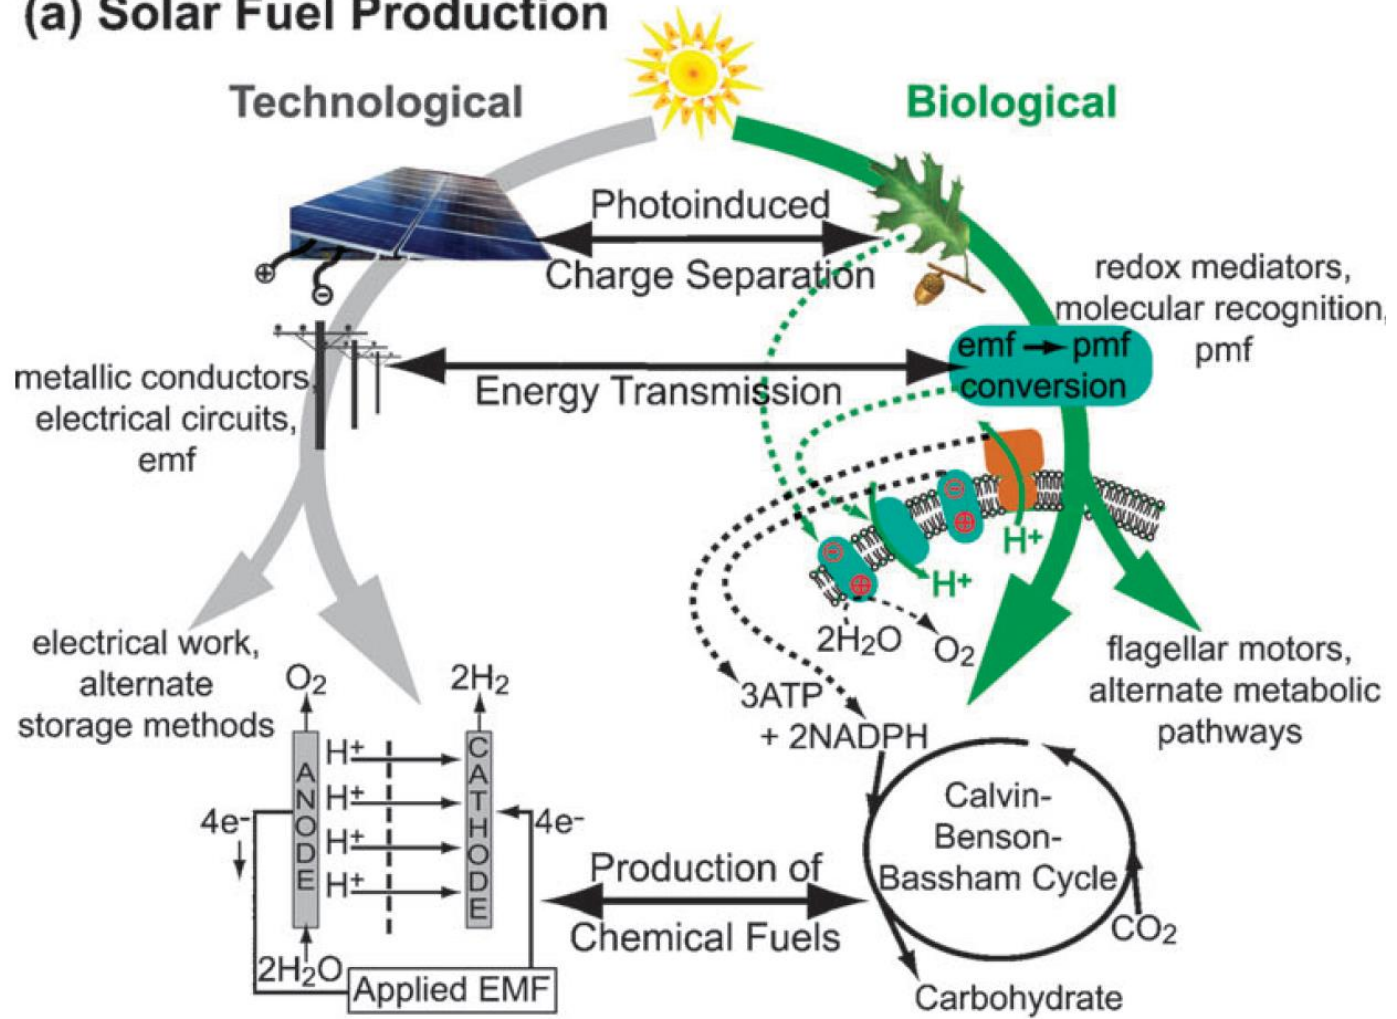 (a) Solar Fuel Production
Technological
Biological
Photoinduced
Charge Separation
⊕
⊖
redox mediators,
molecular recognition,
pmf
emf → pmf
conversion
metallic conductors,
electrical circuits,
emf
Energy Transmission
⊖
⊕
H+
⊖
⊕
H+
2H₂O
O₂
electrical work,
alternate
storage methods
flagellar motors,
alternate metabolic
pathways
3ATP
+ 2NADPH
O₂
2H₂
ANODE
CATHODE
H+
H+
H+
H+
4e-
4e-
2H₂O
Applied EMF
Production of
Chemical Fuels
Calvin-
Benson-
Bassham Cycle
CO₂
Carbohydrate